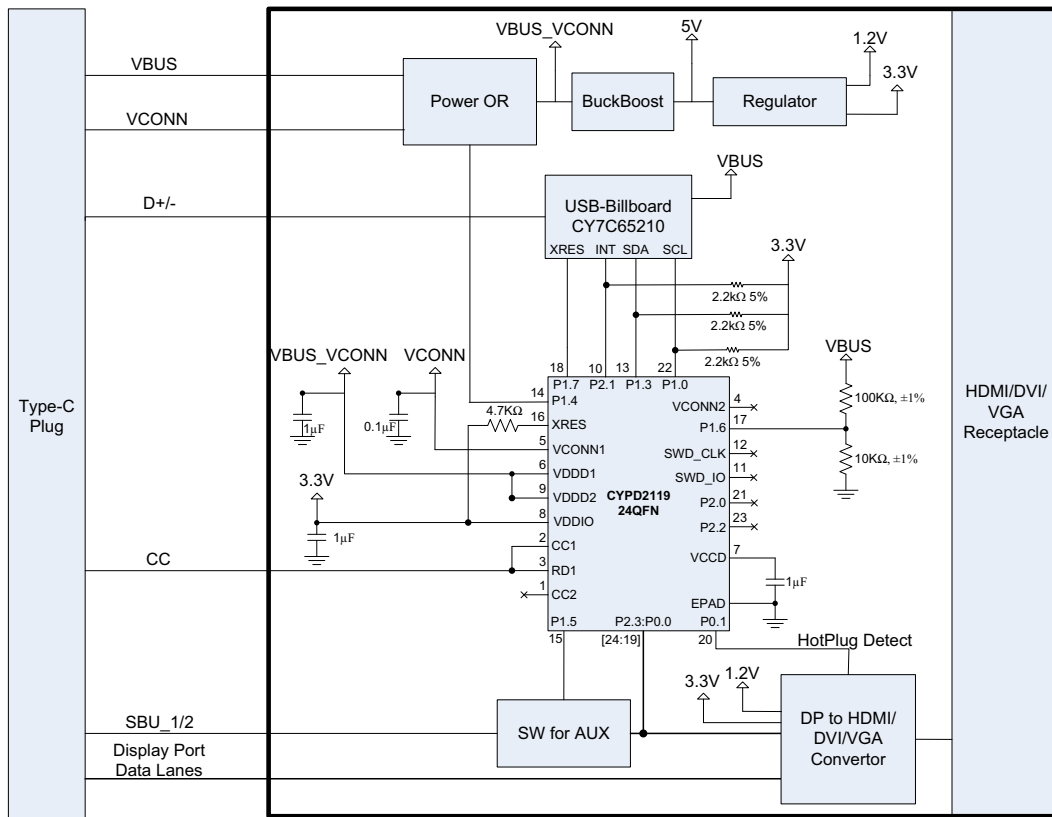 VBUS_VCONN
5V
1.2V
3.3V
VBUS
Power OR
BuckBoost
Regulator
VCONN
VBUS
D+/-
USB-Billboard
CY7C65210
XRES INT SDA SCL
3.3V
2.2kΩ 5%
2.2kΩ 5%
2.2kΩ 5%
VBUS_VCONN
VCONN
VBUS
18 10 13 22
P1.7 P2.1 P1.3 P1.0
Type-C
Plug
HDMI/DVI/
VGA
Receptacle
1µF
0.1µF
4.7KΩ
14 P1.4
16 XRES
5 VCONN1
6 VDDD1
9 VDDD2
8 VDDIO
2 CC1
3 RD1
1 CC2
CYPD2119
24QFN
VCONN2 4
P1.6 17
SWD_CLK 12
SWD_IO 11
P2.0 21
P2.2 23
VCCD 7
EPAD
100KΩ, ±1%
10KΩ, ±1%
1µF
3.3V
1µF
CC
P1.5 P2.3:P0.0 P0.1
15 [24:19] 20
HotPlug Detect
3.3V
1.2V
SBU_1/2
SW for AUX
DP to HDMI/
DVI/VGA
Convertor
Display Port
Data Lanes